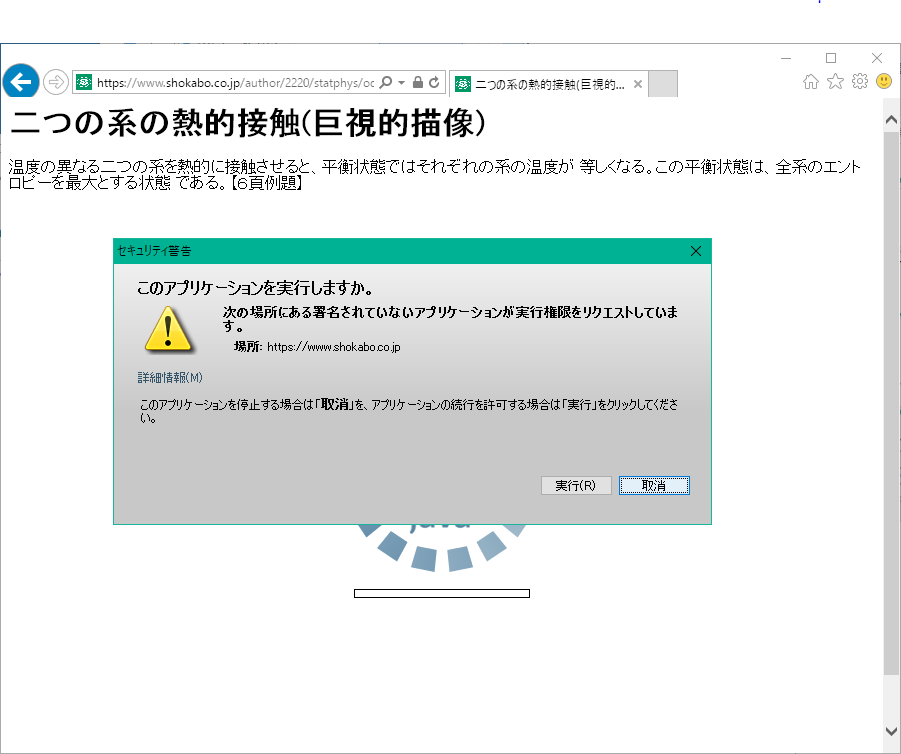 https://www.shokabo.co.jp/author/2220/statphys/oc
二つの系の熱的接触(巨視的...
二つの系の熱的接触(巨視的描像)
温度の異なる二つの系を熱的に接触させると、平衡状態ではそれぞれの系の温度が 等しくなる。この平衡状態は、全系のエント
ロピーを最大とする状態 である。【6頁例題】
セキュリティ警告
このアプリケーションを実行しますか。
次の場所にある署名されていないアプリケーションが実行権限をリクエストしていま
す。
場所: https://www.shokabo.co.jp
詳細情報(M)
このアプリケーションを停止する場合は「取消」を、アプリケーションの続行を許可する場合は「実行」をクリックしてくださ
い。
実行(R)
取消